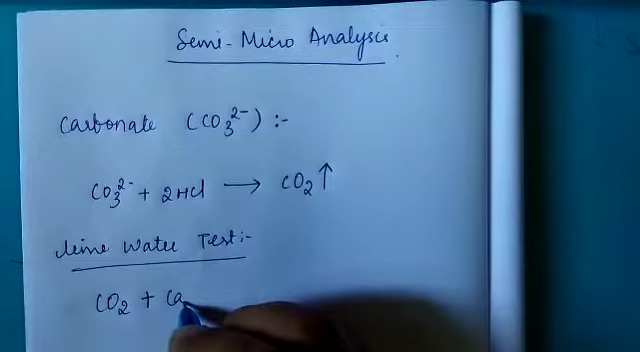 Semi-Micro Analysis
Carbonate (CO₃²⁻) :-
CO₃²⁻ + 2HCl → CO₂↑
Lime Water Test:-
CO₂ + Ca